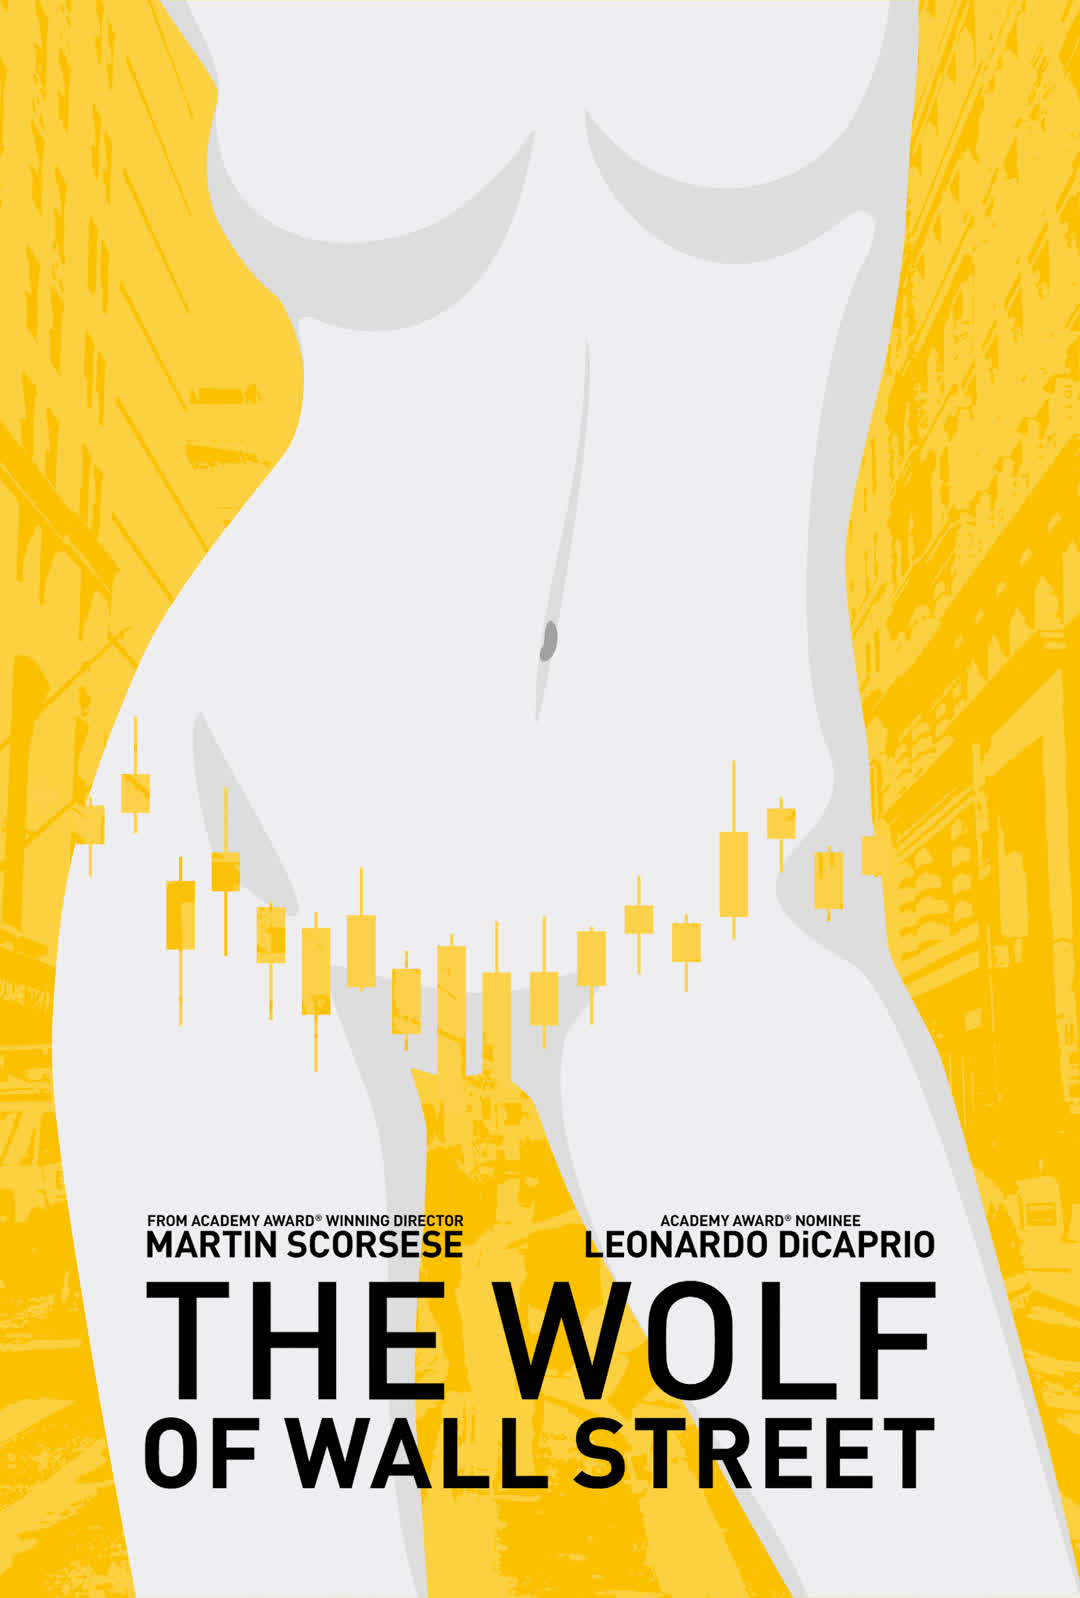 FROM ACADEMY AWARD® WINNING DIRECTOR
MARTIN SCORSESE
ACADEMY AWARD® NOMINEE
LEONARDO DiCAPRIO
THE WOLF
OF WALL STREET